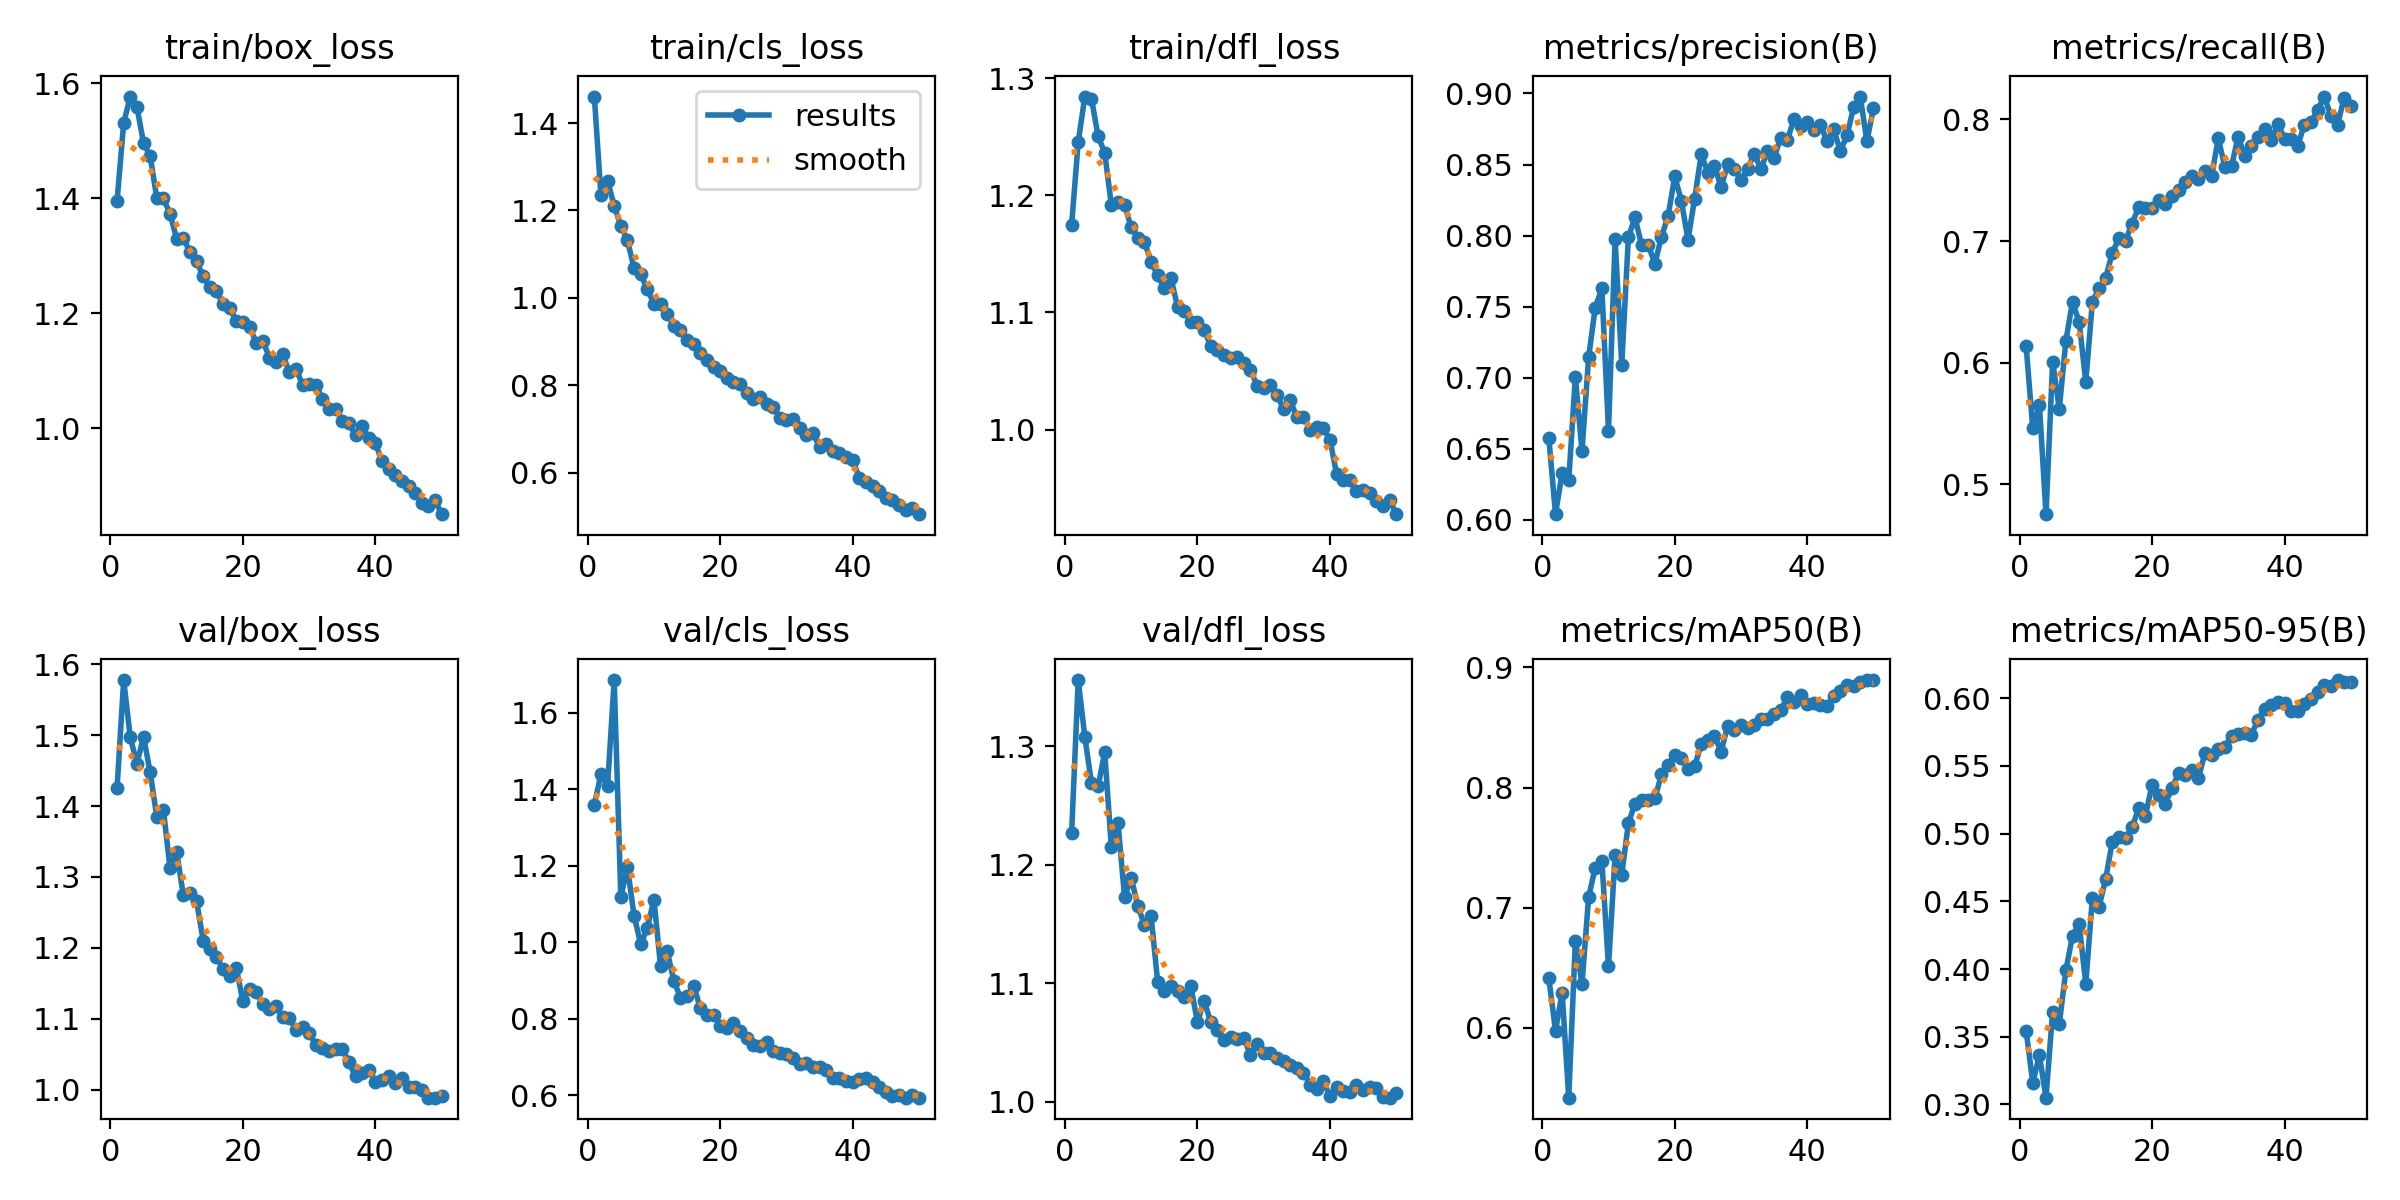 train/box_loss
train/cls_loss
train/dfl_loss
metrics/precision(B)
metrics/recall(B)
1.6
1.4
1.2
1.0
0 20 40
results
smooth
1.4
1.2
1.0
0.8
0.6
0 20 40
1.3
1.2
1.1
1.0
0 20 40
0.90
0.85
0.80
0.75
0.70
0.65
0.60
0 20 40
0.8
0.7
0.6
0.5
0 20 40
val/box_loss
val/cls_loss
val/dfl_loss
metrics/mAP50(B)
metrics/mAP50-95(B)
1.6
1.5
1.4
1.3
1.2
1.1
1.0
0 20 40
1.6
1.4
1.2
1.0
0.8
0.6
0 20 40
1.3
1.2
1.1
1.0
0 20 40
0.9
0.8
0.7
0.6
0 20 40
0.60
0.55
0.50
0.45
0.40
0.35
0.30
0 20 40